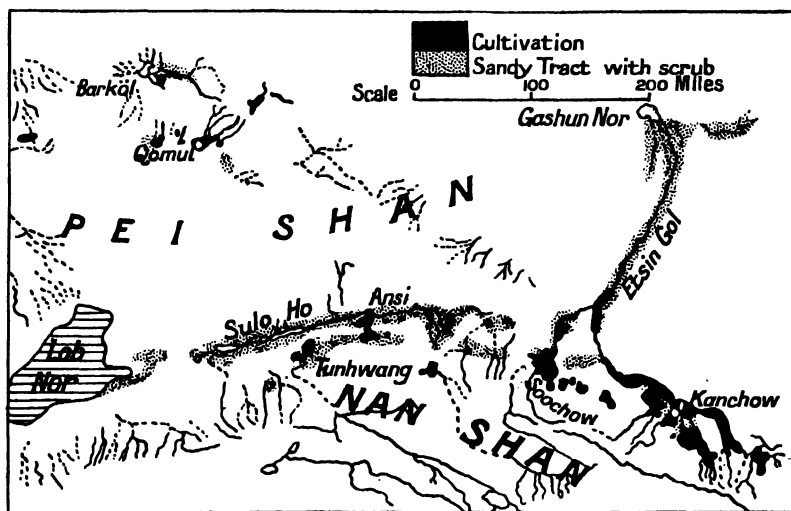 Cultivation
Sandy Tract with scrub
Scale 0 100 200 Miles
Barköl
Gashun Nor
Qomul
PEI SHAN
Etsin Gol
Sulo Ho
Ansi
Lob
Nor
Tunhwang
Soochow
Kanchow
NAN SHAN